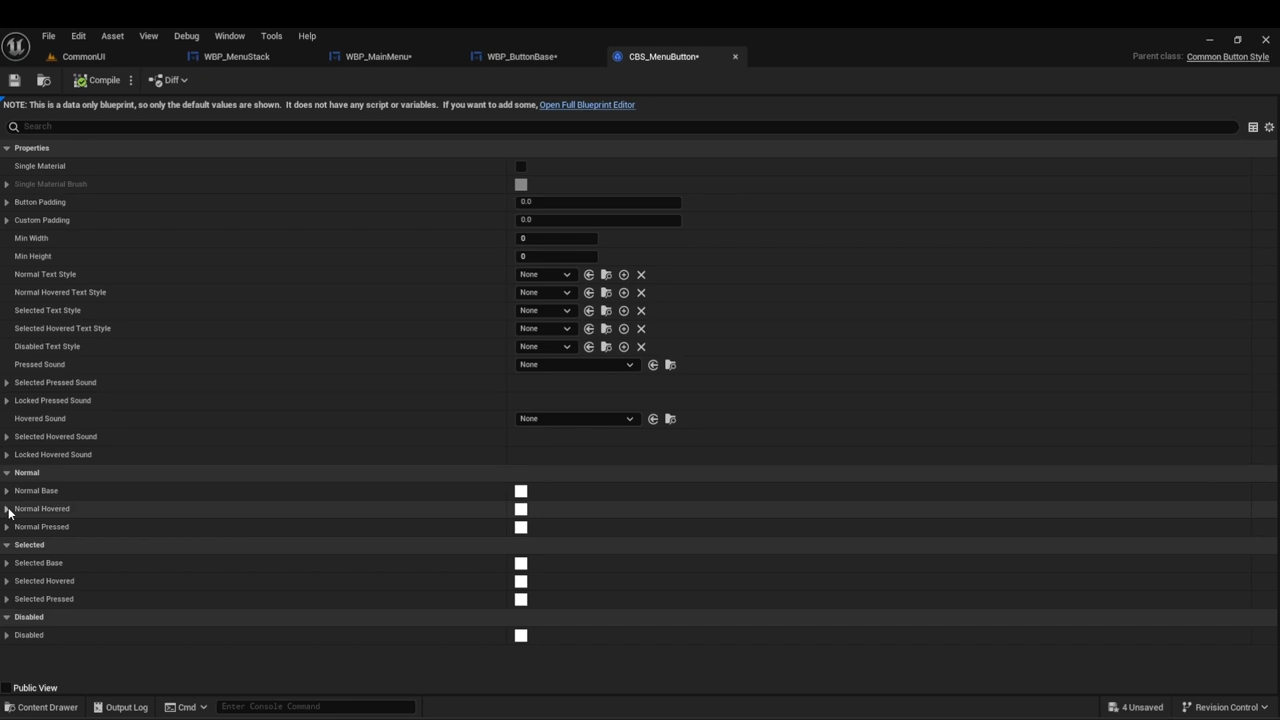 File Edit Asset View Debug Window Tools Help
CommonUI WBP_MenuStack WBP_MainMenu• WBP_ButtonBase• CBS_MenuButton• Parent class: Common Button Style
Compile Diff
NOTE: This is a data only blueprint, so only the default values are shown. It does not have any script or variables. If you want to add some, Open Full Blueprint Editor
Search
Properties
Single Material
Single Material Brush
Button Padding 0.0
Custom Padding 0.0
Min Width 0
Min Height 0
Normal Text Style None
Normal Hovered Text Style None
Selected Text Style None
Selected Hovered Text Style None
Disabled Text Style None
Pressed Sound None
Selected Pressed Sound
Locked Pressed Sound
Hovered Sound None
Selected Hovered Sound
Locked Hovered Sound
Normal
Normal Base
Normal Hovered
Normal Pressed
Selected
Selected Base
Selected Hovered
Selected Pressed
Disabled
Disabled
Public View
Content Drawer Output Log Cmd Enter Console Command 4 Unsaved Revision Control